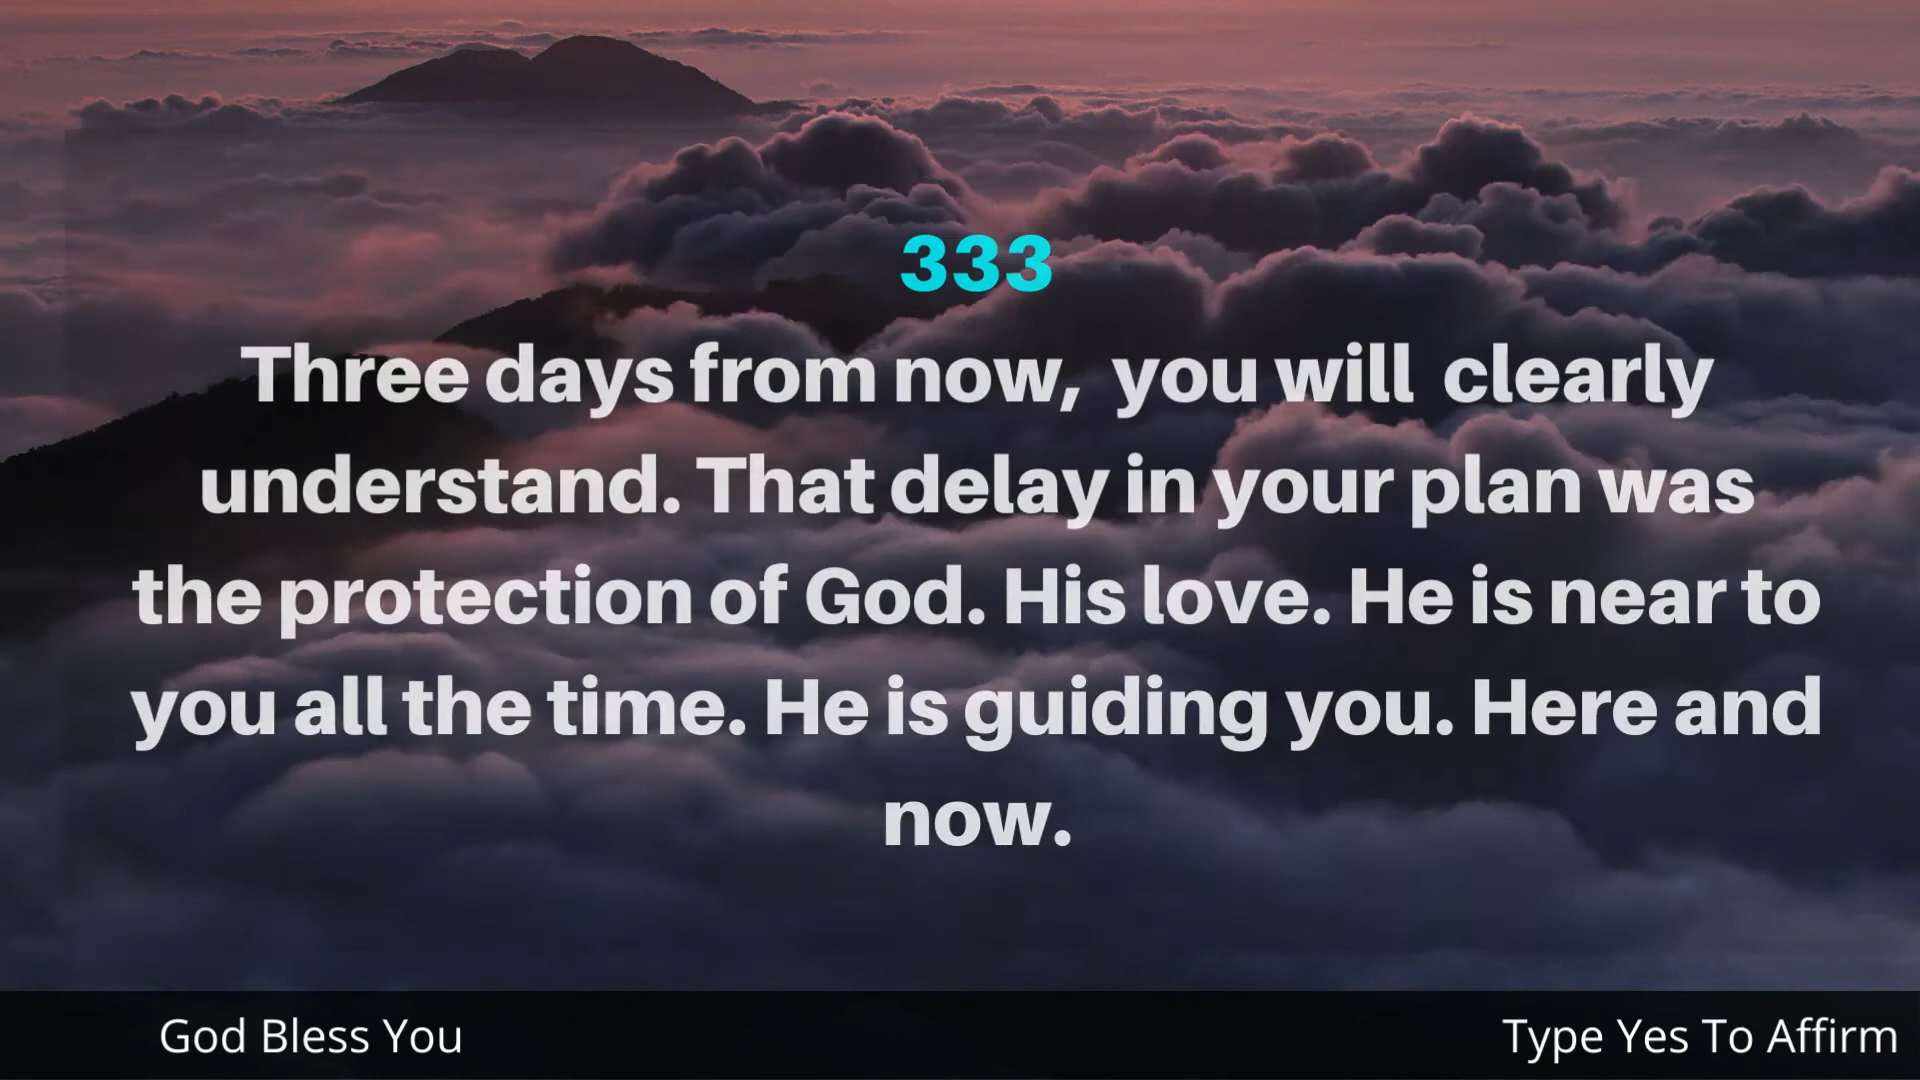 333
Three days from now, you will clearly
understand. That delay in your plan was
the protection of God. His love. He is near to
you all the time. He is guiding you. Here and
now.
God Bless You
Type Yes To Affirm